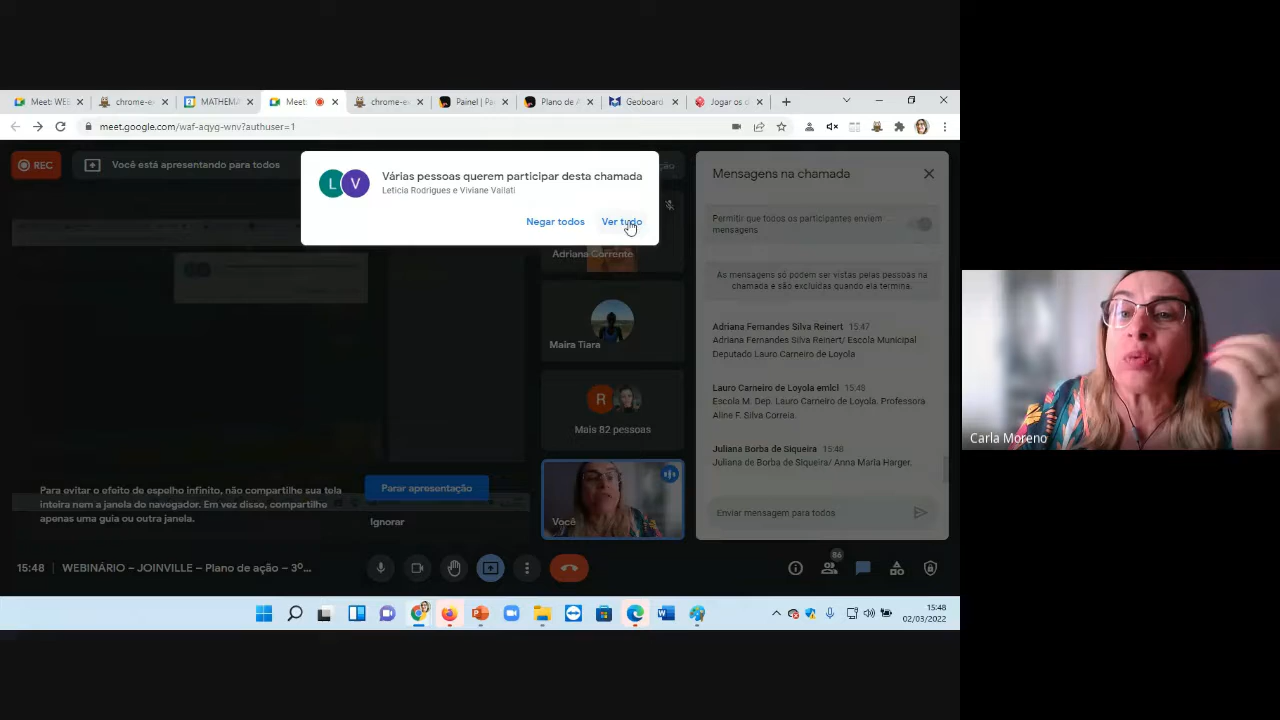 Meet: WE
chrome-e
MATHEMA
Meet:
chrome-e
Painel | Pa
Plano de A
Geoboard
Jogar os d
meet.google.com/waf-aqyg-wnv?authuser=1
REC
Você está apresentando para todos
Várias pessoas querem participar desta chamada
Leticia Rodrigues e Viviane Vailati
L
V
Negar todos
Ver tudo
Adriana Corrente
Maira Tiara
R
Mais 82 pessoas
Você
Para evitar o efeito de espelho infinito, não compartilhe sua tela
inteira nem a janela do navegador. Em vez disso, compartilhe
apenas uma guia ou outra janela.
Parar apresentação
Ignorar
Mensagens na chamada
Permitir que todos os participantes enviem
mensagens
As mensagens só podem ser vistas pelas pessoas na
chamada e são excluídas quando ela termina.
Adriana Fernandes Silva Reinert 15:47
Adriana Fernandes Silva Reinert/ Escola Municipal
Deputado Lauro Carneiro de Loyola
Lauro Carneiro de Loyola emlcl 15:48
Escola M. Dep. Lauro Carneiro de Loyola. Professora
Aline F. Silva Correia.
Juliana Borba de Siqueira 15:48
Juliana de Borba de Siqueira/ Anna Maria Harger.
Enviar mensagem para todos
15:48 | WEBINÁRIO – JOINVILLE – Plano de ação – 3º...
86
15:48
02/03/2022
Carla Moreno